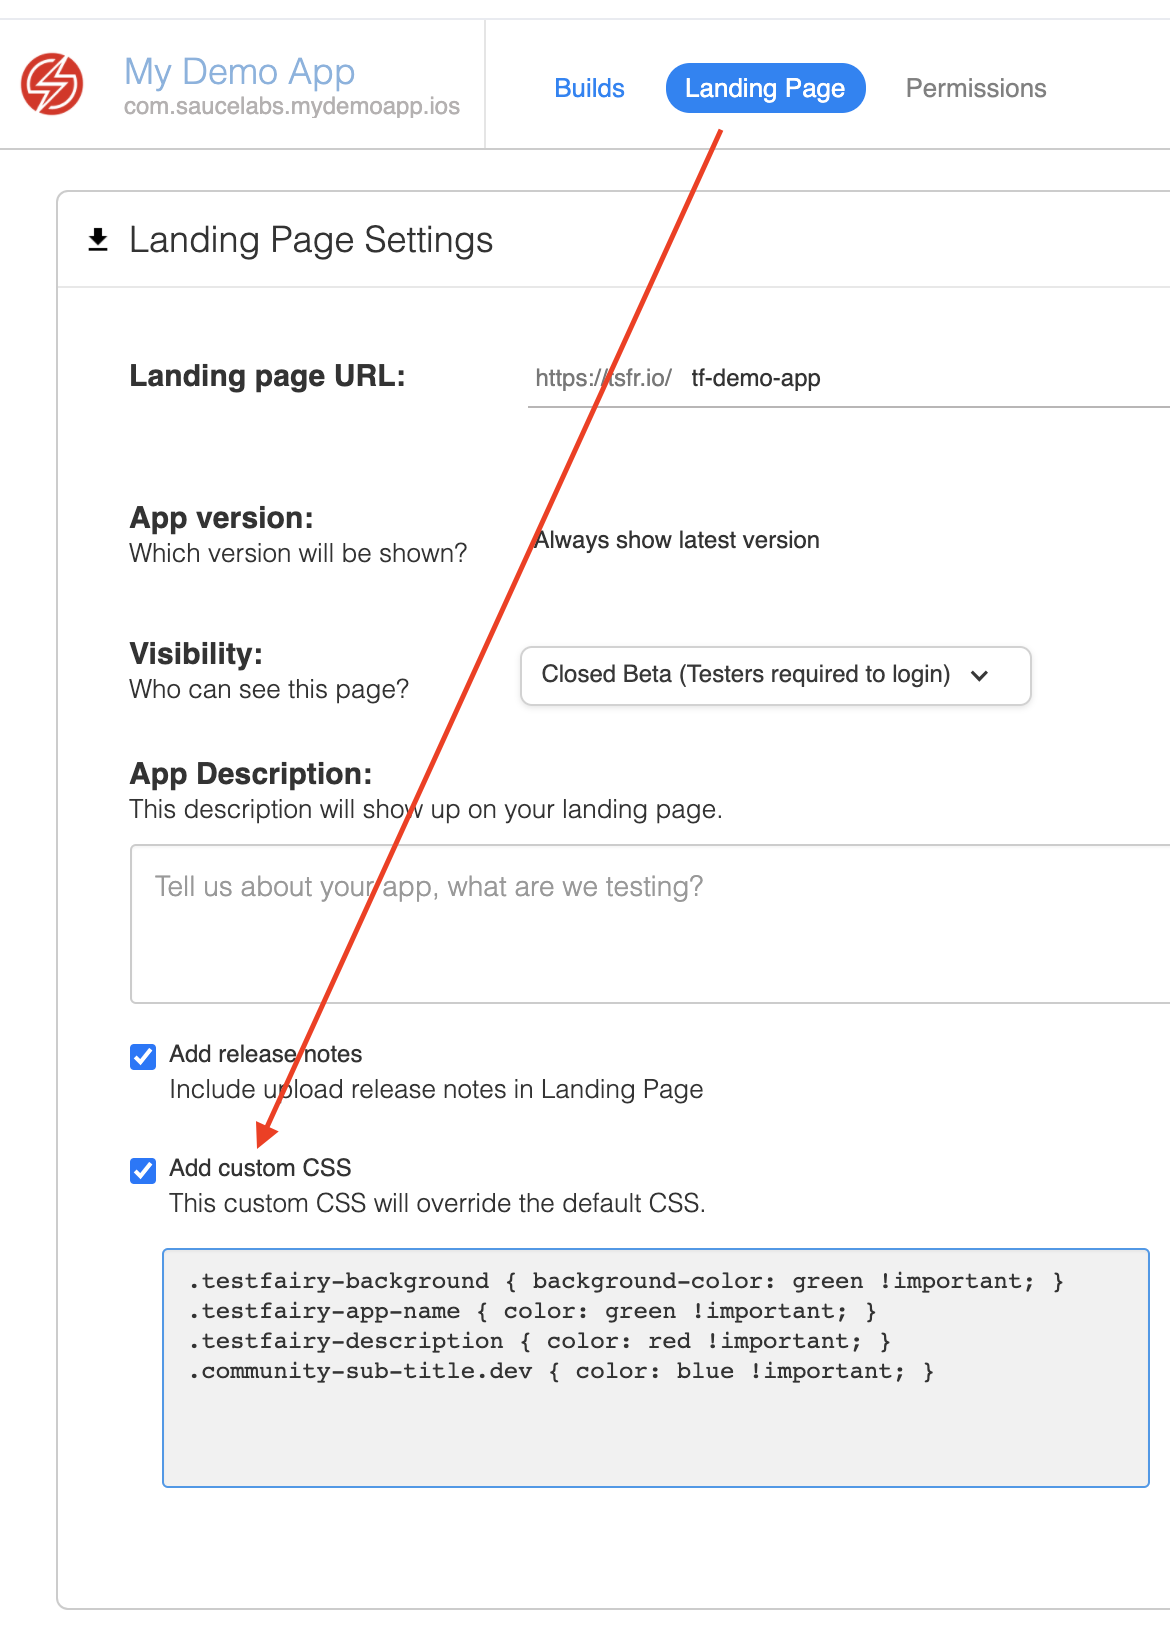 My Demo App
com.saucelabs.mydemoapp.ios
Builds
Landing Page
Permissions
Landing Page Settings
Landing page URL:
https://tsfr.io/ tf-demo-app
App version:
Which version will be shown?
Always show latest version
Visibility:
Who can see this page?
Closed Beta (Testers required to login)
App Description:
This description will show up on your landing page.
Tell us about your app, what are we testing?
Add release notes
Include upload release notes in Landing Page
Add custom CSS
This custom CSS will override the default CSS.
.testfairy-background { background-color: green !important; }
.testfairy-app-name { color: green !important; }
.testfairy-description { color: red !important; }
.community-sub-title.dev { color: blue !important; }